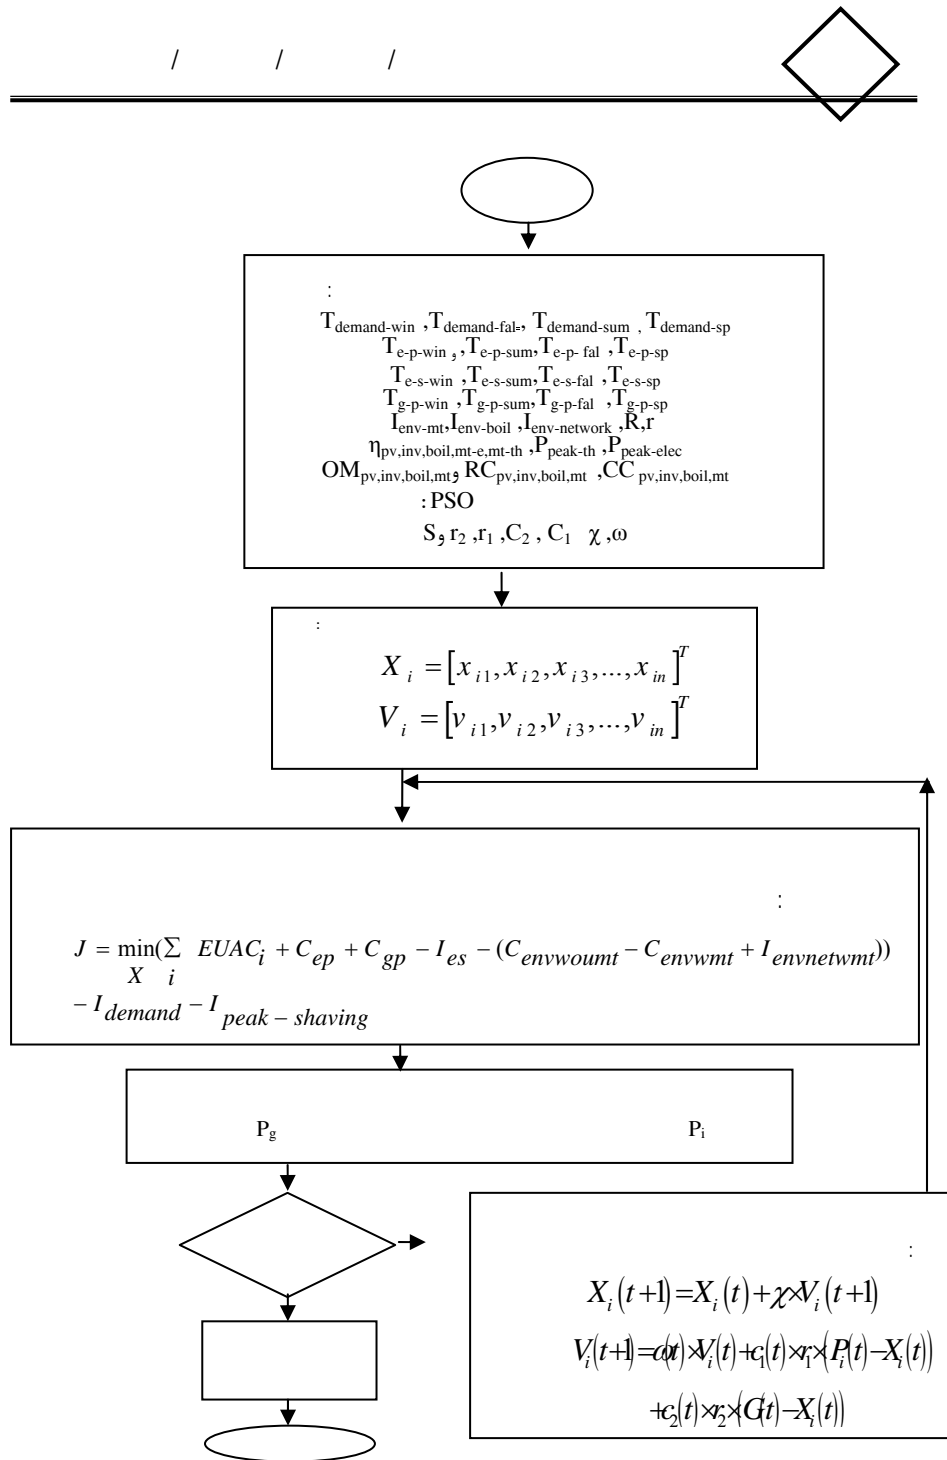 / / /
:
T_demand-win ,T_demand-fal-, T_demand-sum , T_demand-sp
T_e-p-win و ,T_e-p-sum,T_e-p- fal ,T_e-p-sp
T_e-s-win ,T_e-s-sum,T_e-s-fal ,T_e-s-sp
T_g-p-win ,T_g-p-sum,T_g-p-fal ,T_g-p-sp
I_env-mt,I_env-boil ,I_env-network ,R,r
η_pv,inv,boil,mt-e,mt-th ,P_peak-th ,P_peak-elec
OM_pv,inv,boil,mt و RC_pv,inv,boil,mt ,CC_pv,inv,boil,mt
: PSO
S و r_2 ,r_1 ,C_2 , C_1 χ ,ω
:
X_i = [x_i1, x_i2, x_i3, ..., x_in]^T
V_i = [v_i1, v_i2, v_i3, ..., v_in]^T
:
J = min(∑ EUAC_i + C_ep + C_gp − I_es − (C_envwoumt − C_envwmt + I_envnetwmt))
X i
− I_demand − I_peak − shaving
P_g P_i
:
X_i(t+1)=X_i(t)+χ×V_i(t+1)
V_i(t+1)=ω(t)×V_i(t)+c_1(t)×r_1×(P_i(t)−X_i(t))
+c_2(t)×r_2×(G(t)−X_i(t))